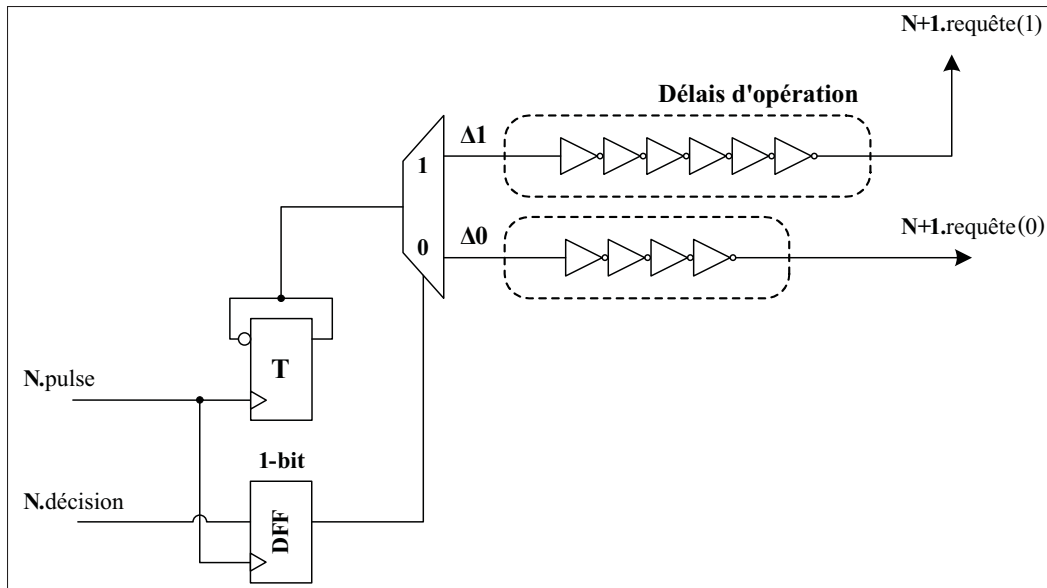 N+1.requête(1)
Délais d'opération
Δ1
1
N+1.requête(0)
Δ0
0
T
N.pulse
1-bit
N.décision
DFF